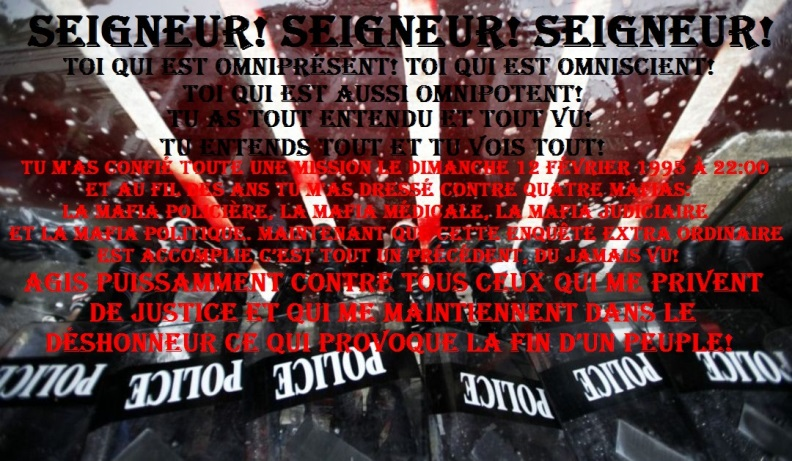 SEIGNEUR! SEIGNEUR! SEIGNEUR!
TOI QUI EST OMNIPRÉSENT! TOI QUI EST OMNISCIENT!
TOI QUI EST AUSSI OMNIPOTENT!
TU AS TOUT ENTENDU ET TOUT VU!
TU ENTENDS TOUT ET TU VOIS TOUT!
TU M'AS CONFIÉ TOUTE UNE MISSION LE DIMANCHE 12 FÉVRIER 1995 À 22:00
ET AU FIL DES ANS TU M'AS DRESSÉ CONTRE QUATRE MAFIAS:
LA MAFIA POLICIÈRE, LA MAFIA MÉDICALE, LA MAFIA JUDICIAIRE
ET LA MAFIA POLITIQUE. MAINTENANT QUE CETTE ENQUÊTE EXTRA ORDINAIRE
EST ACCOMPLIE C'EST TOUT UN PRÉCÉDENT, DU JAMAIS VU!
AGIS PUISSAMMENT CONTRE TOUS CEUX QUI ME PRIVENT
DE JUSTICE ET QUI ME MAINTIENNENT DANS LE
DÉSHONNEUR CE QUI PROVOQUE LA FIN D'UN PEUPLE!
POLICE POLICE POLICE POLICE POLICE POLICE